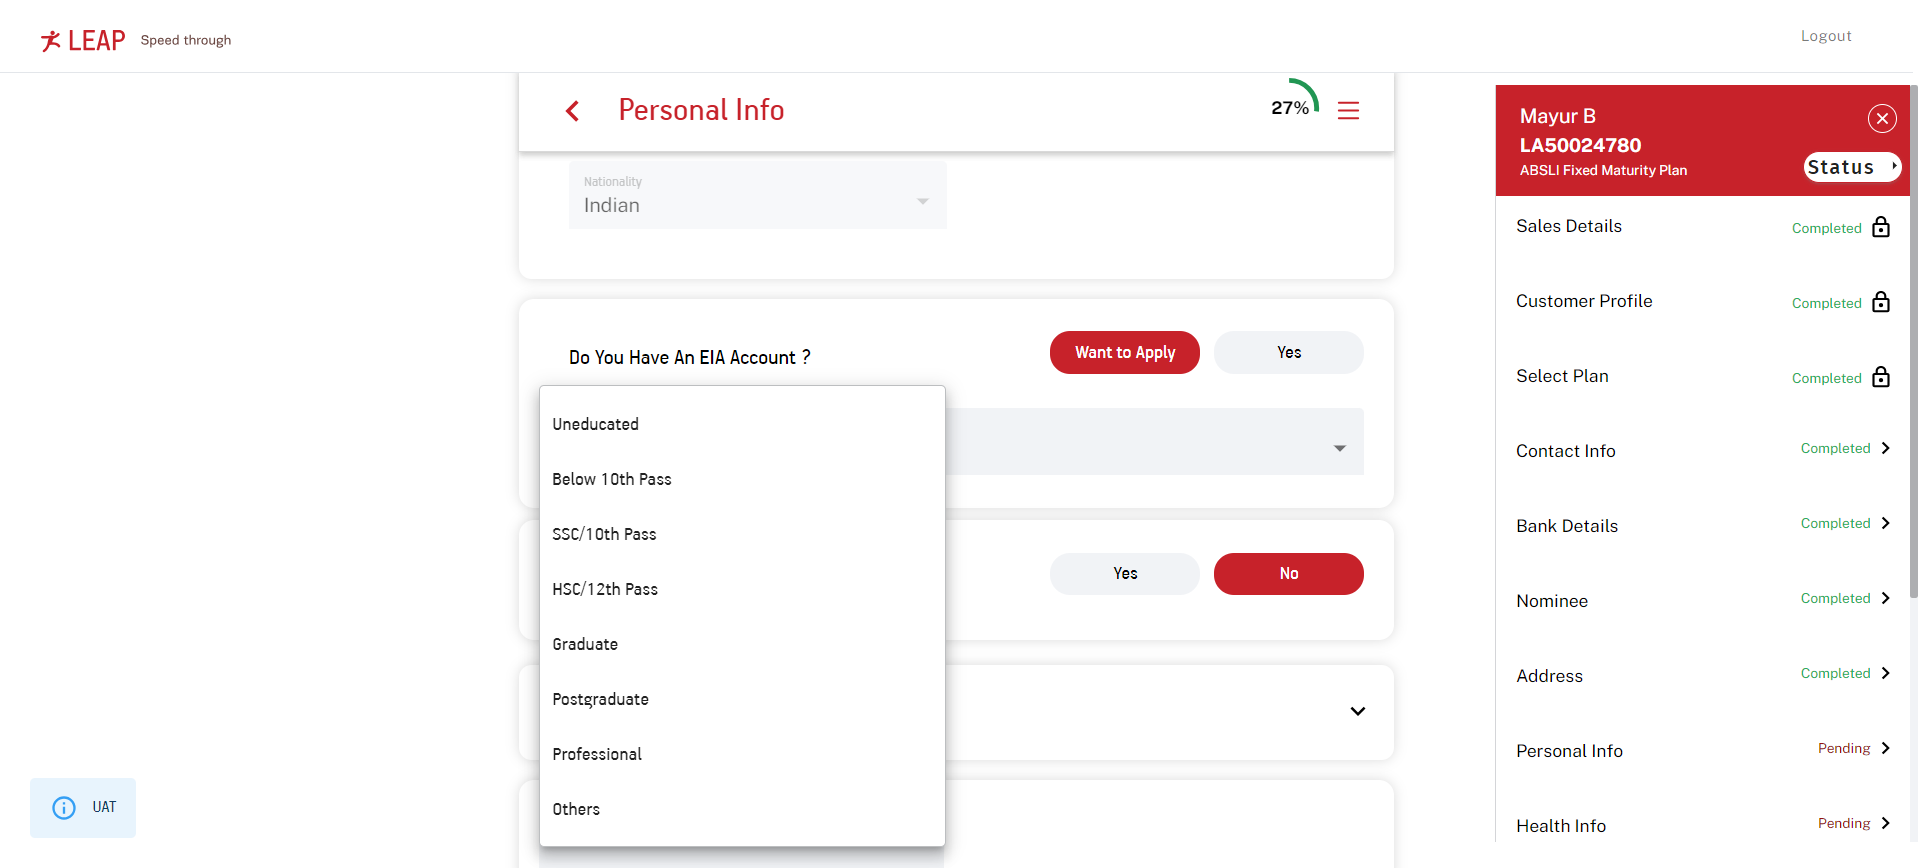 LEAP Speed through
Logout
Personal Info
27%
Nationality
Indian
Do You Have An EIA Account ?
Want to Apply
Yes
Uneducated
Below 10th Pass
SSC/10th Pass
HSC/12th Pass
Graduate
Postgraduate
Professional
Others
Yes
No
UAT
Mayur B
LA50024780
ABSLI Fixed Maturity Plan
Status
Sales Details Completed
Customer Profile Completed
Select Plan Completed
Contact Info Completed
Bank Details Completed
Nominee Completed
Address Completed
Personal Info Pending
Health Info Pending